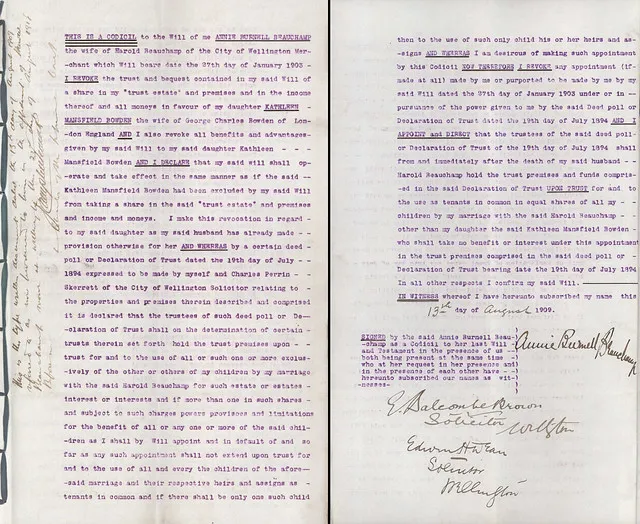 THIS IS A CODICIL to the Will of me ANNIE BURNELL BEAUCHAMP
the wife of Harold Beauchamp of the City of Wellington Mer-
chant which Will bears date the 27th day of January 1903 -
I REVOKE the trust and bequest contained in my said Will of
a share in my "trust estate" and premises and in the income
thereof and all moneys in favour of my daughter KATHLEEN -
MANSFIELD BOWDEN the wife of George Charles Bowden of Lon-
don England AND I also revoke all benefits and advantages-
given by my said Will to my said daughter Kathleen - - -
Mansfield Bowden AND I DECLARE that my said will shall op-
erate and take effect in the same manner as if the said --
Kathleen Mansfield Bowden had been excluded by my said Will
from taking a share in the said "trust estate" and premises
and income and moneys. I make this revocation in regard -
to my said daughter as my said husband has already made --
provision otherwise for her AND WHEREAS by a certain deed -
poll or Declaration of Trust dated the 19th day of July --
1894 expressed to be made by myself and Charles Perrin -
Skerrett of the City of Wellington Solicitor relating to
the properties and premises therein described and comprised
it is declared that the trustees of such deed poll or De-
claration of Trust shall on the determination of certain -
trusts therein set forth hold the trust premises upon -
trust for and to the use of all or such one or more exclus-
ively of the other or others of my children by my marriage
with the said Harold Beauchamp for such estate or estates -
interest or interests and if more than one in such shares -
and subject to such charges powers provisions and limitations
for the benefit of all or any one or more of the said chil-
dren as I shall by Will appoint and in default of and so
far as any such appointment shall not extend upon trust for
and to the use of all and every the children of the afore-
-said marriage and their respective heirs and assigns as -
tenants in common and if there shall be only one such child
then to the use of such only child his or her heirs and as-
-signs AND WHEREAS I am desirous of making such appointment
by this Codicil NOW THEREFORE I REVOKE any appointment (if-
made at all) made by me or purported to be made by me by my
said Will dated the 27th day of January 1903 under or in --
pursuance of the power given to me by the said Deed poll or
Declaration of Trust dated the 19th of July 1894 AND I
APPOINT and DIRECT that the trustees of the said deed poll
or Declaration of Trust of the 19th day of July 1894 shall
from and immediately after the death of my said husband --
Harold Beauchamp hold the trust premises and funds compris-
ed in the said Declaration of Trust UPON TRUST for and to
the use as tenants in common in equal shares of all my - -
children by my marriage with the said Harold Beauchamp -
other than my daughter the said Kathleen Mansfield Bowden -
who shall take no benefit or interest under this appointment
in the trust premises comprised in the said deed poll or -
Declaration of Trust bearing date the 19th day of July 1894
In all other respects I confirm my said Will.
IN WITNESS whereof I have hereunto subscribed my name this
13th day of August 1909.
SIGNED by the said Annie Burnell Beau-
-champ as a Codicil to her last Will
and Testament in the presence of us --
both being present at the same time -
who at her request in her presence and
in the presence of each other have - -
hereunto subscribed our names as wit-
nesses-
Annie Burnell Beauchamp
E. Balcombe Brown
Solicitor
Wellgton
Edwin H Dean
Solicitor
Wellington